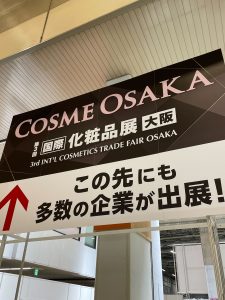 COSME OSAKA
第3回 国際 化粧品展 大阪
3rd INT'L COSMETICS TRADE FAIR OSAKA
この先にも
多数の企業が出展!